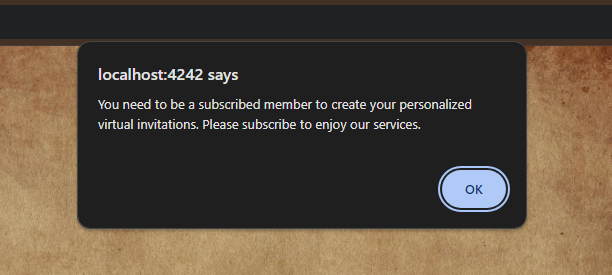 localhost:4242 says
You need to be a subscribed member to create your personalized
virtual invitations. Please subscribe to enjoy our services.
OK